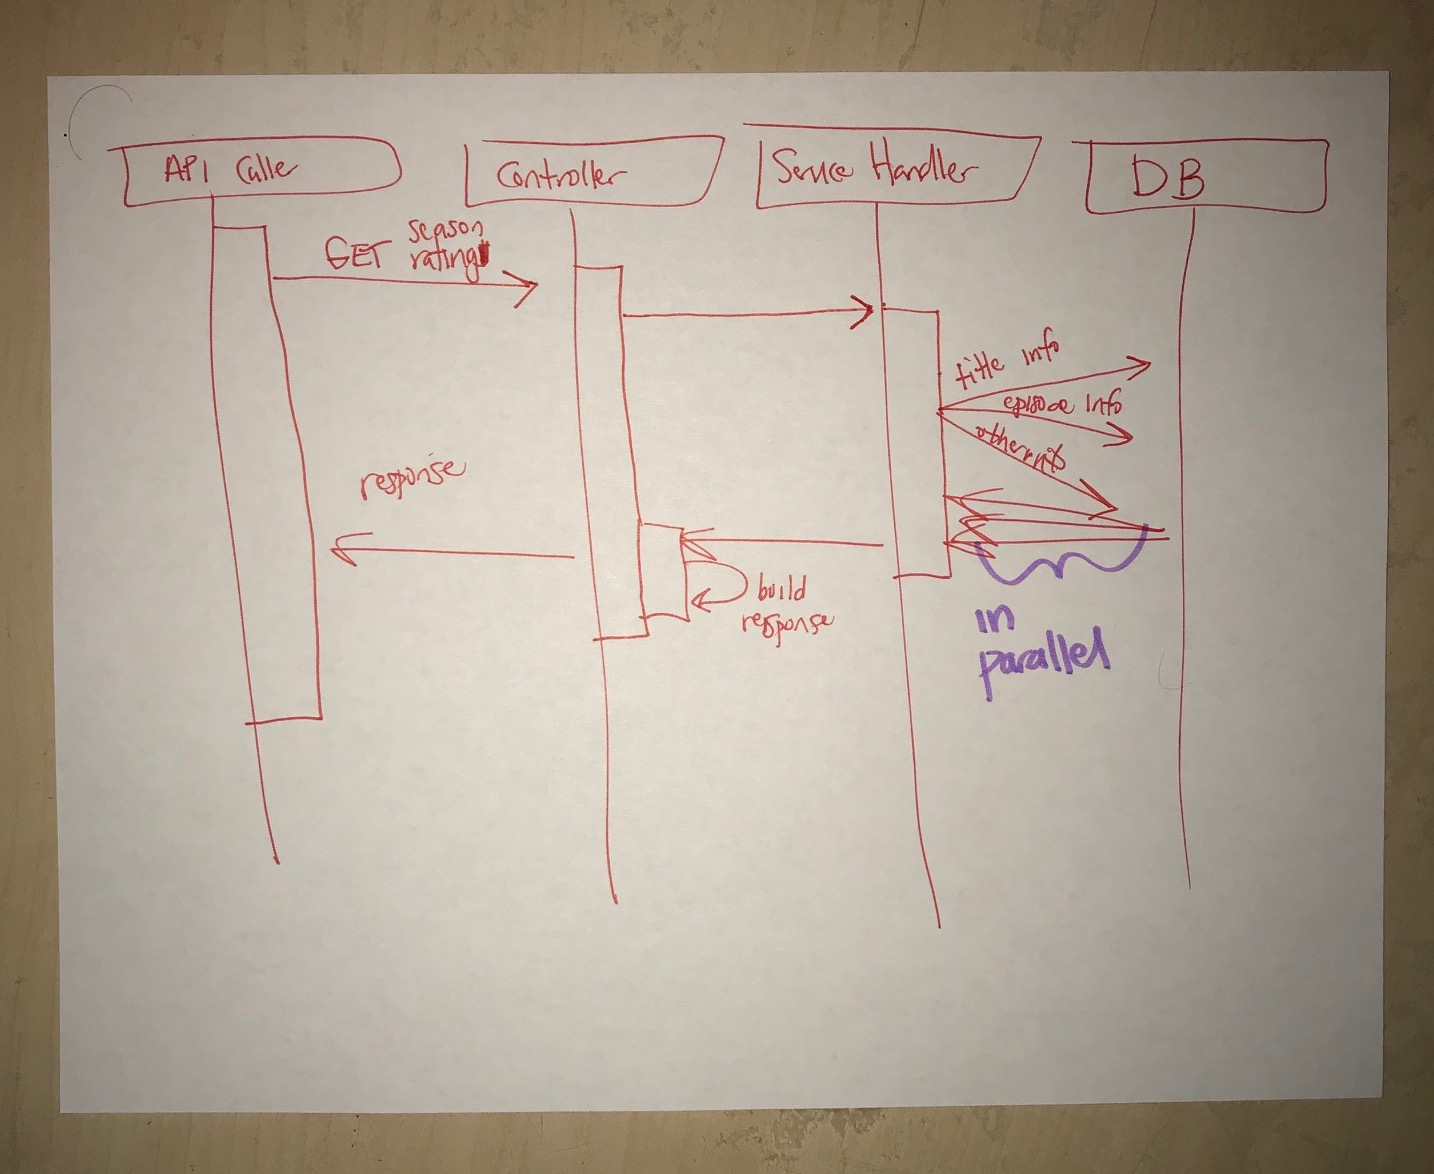 API Caller
Controller
Service Handler
DB
GET season
rating
title info
episode info
other info
response
build
response
in
parallel